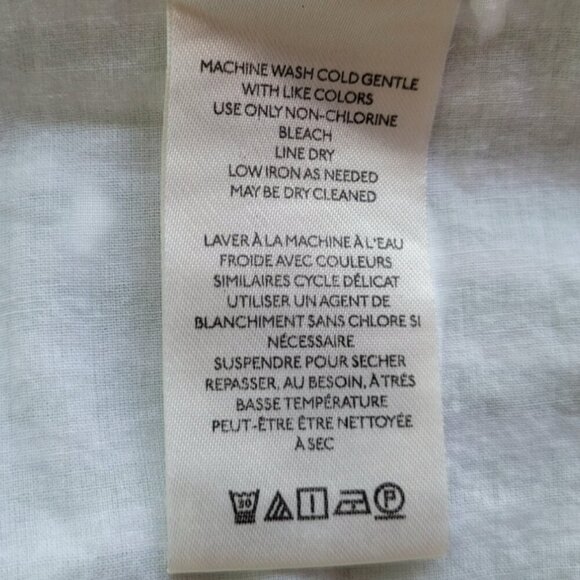 MACHINE WASH COLD GENTLE
WITH LIKE COLORS
USE ONLY NON-CHLORINE
BLEACH
LINE DRY
LOW IRON AS NEEDED
MAY BE DRY CLEANED
LAVER À LA MACHINE À L'EAU
FROIDE AVEC COULEURS
SIMILAIRES CYCLE DÉLICAT
UTILISER UN AGENT DE
BLANCHIMENT SANS CHLORE SI
NÉCESSAIRE
SUSPENDRE POUR SECHER
REPASSER, AU BESOIN, À TRÈS
BASSE TEMPÉRATURE
PEUT-ÊTRE ÊTRE NETTOYÉE
À SEC
30 P